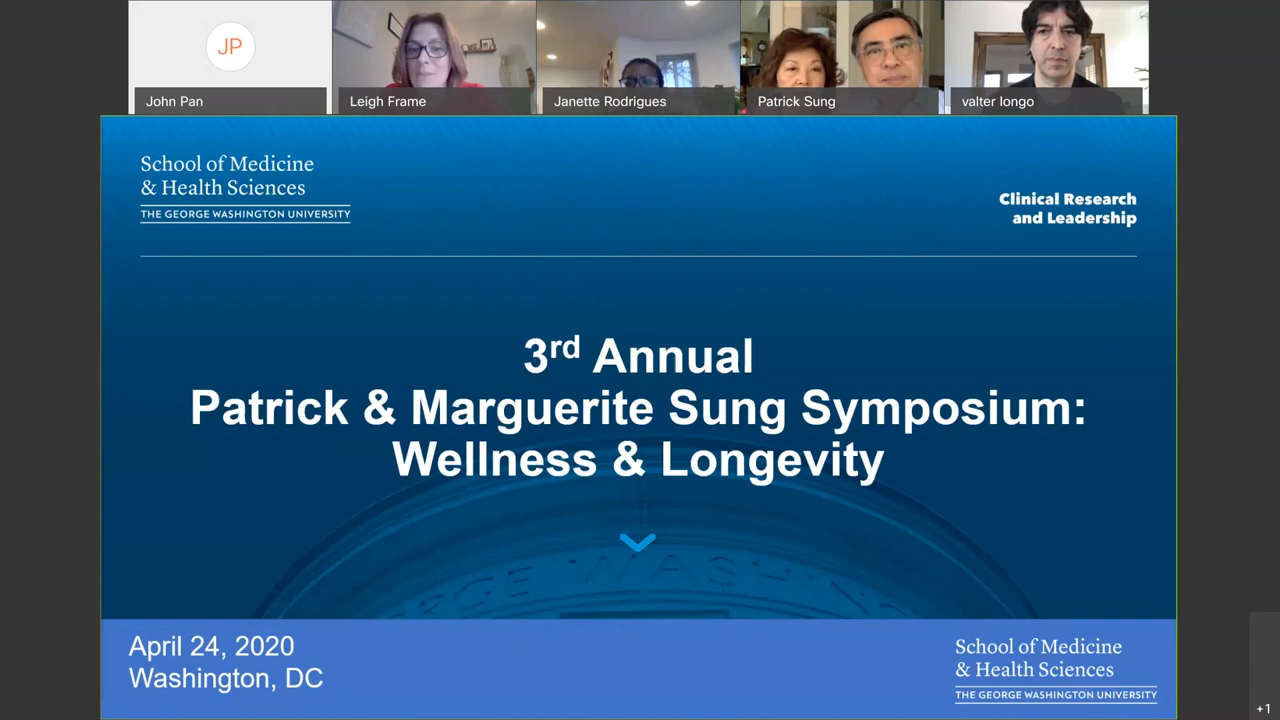 JP
John Pan
Leigh Frame
Janette Rodrigues
Patrick Sung
valter longo
School of Medicine
& Health Sciences
THE GEORGE WASHINGTON UNIVERSITY
Clinical Research
and Leadership
3rd Annual
Patrick & Marguerite Sung Symposium:
Wellness & Longevity
April 24, 2020
Washington, DC
School of Medicine
& Health Sciences
THE GEORGE WASHINGTON UNIVERSITY
+1